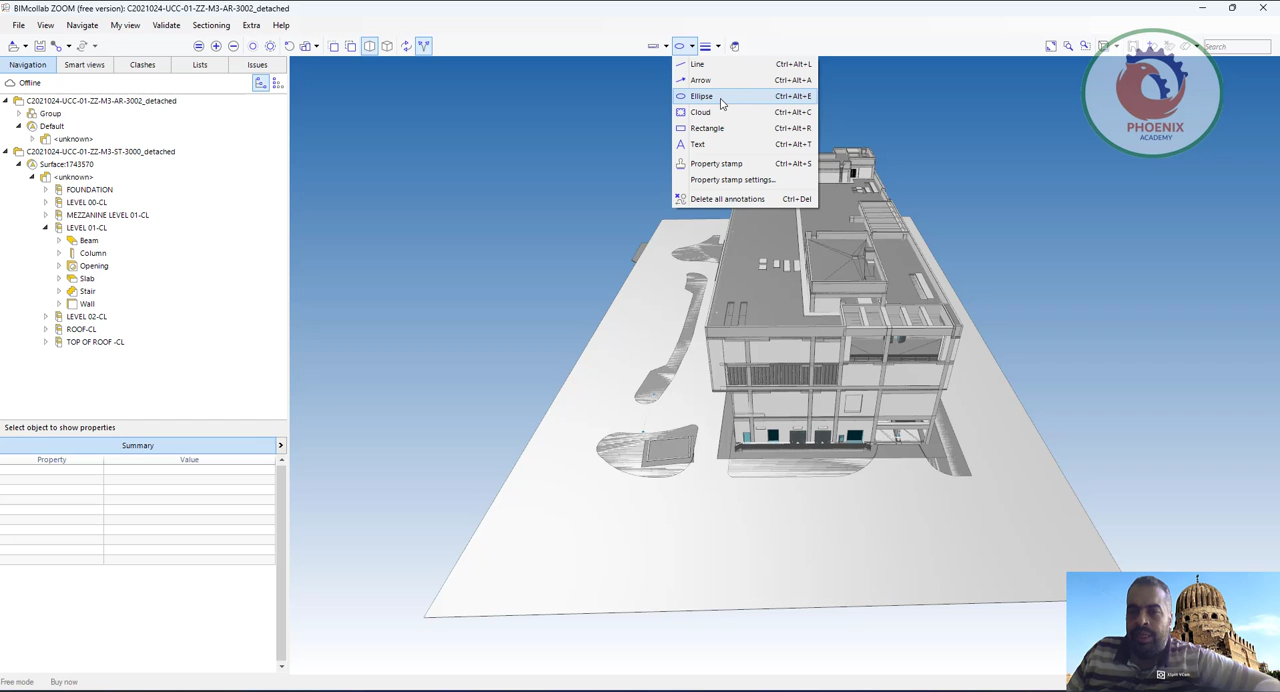 BIMcollab ZOOM (free version): C2021024-UCC-01-ZZ-M3-AR-3002_detached
File View Navigate My view Validate Sectioning Extra Help
Search
Navigation Smart views Clashes Lists Issues
Offline
C2021024-UCC-01-ZZ-M3-AR-3002_detached
Group
Default
<unknown>
C2021024-UCC-01-ZZ-M3-ST-3000_detached
Surface:1743570
<unknown>
FOUNDATION
LEVEL 00-CL
MEZZANINE LEVEL 01-CL
LEVEL 01-CL
Beam
Column
Opening
Slab
Stair
Wall
LEVEL 02-CL
ROOF-CL
TOP OF ROOF -CL
Select object to show properties
Summary
Property Value
Free mode Buy now
Line Ctrl+Alt+L
Arrow Ctrl+Alt+A
Ellipse Ctrl+Alt+E
Cloud Ctrl+Alt+C
Rectangle Ctrl+Alt+R
Text Ctrl+Alt+T
Property stamp Ctrl+Alt+S
Property stamp settings...
Delete all annotations Ctrl+Del
PHOENIX
ACADEMY